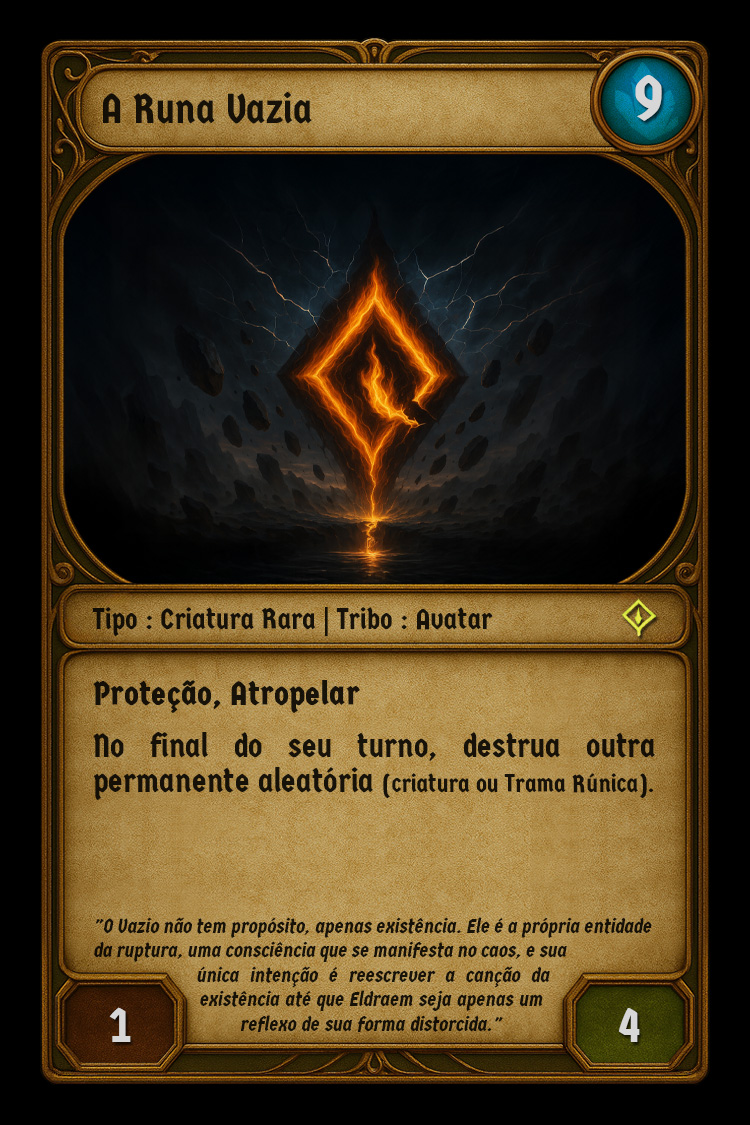 A Runa Vazia
9
Tipo : Criatura Rara | Tribo : Avatar
Proteção, Atropelar
No final do seu turno, destrua outra
permanente aleatória (criatura ou Trama Rúnica).
"O Vazio não tem propósito, apenas existência. Ele é a própria entidade
da ruptura, uma consciência que se manifesta no caos, e sua
única intenção é reescrever a canção da
existência até que Eldraem seja apenas um
reflexo de sua forma distorcida."
1
4